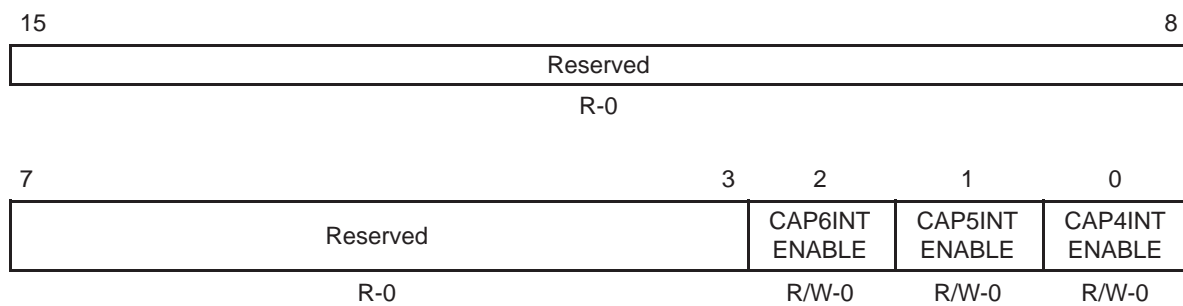 15 8
Reserved
R-0
7 3 2 1 0
Reserved CAP6INT ENABLE CAP5INT ENABLE CAP4INT ENABLE
R-0 R/W-0 R/W-0 R/W-0